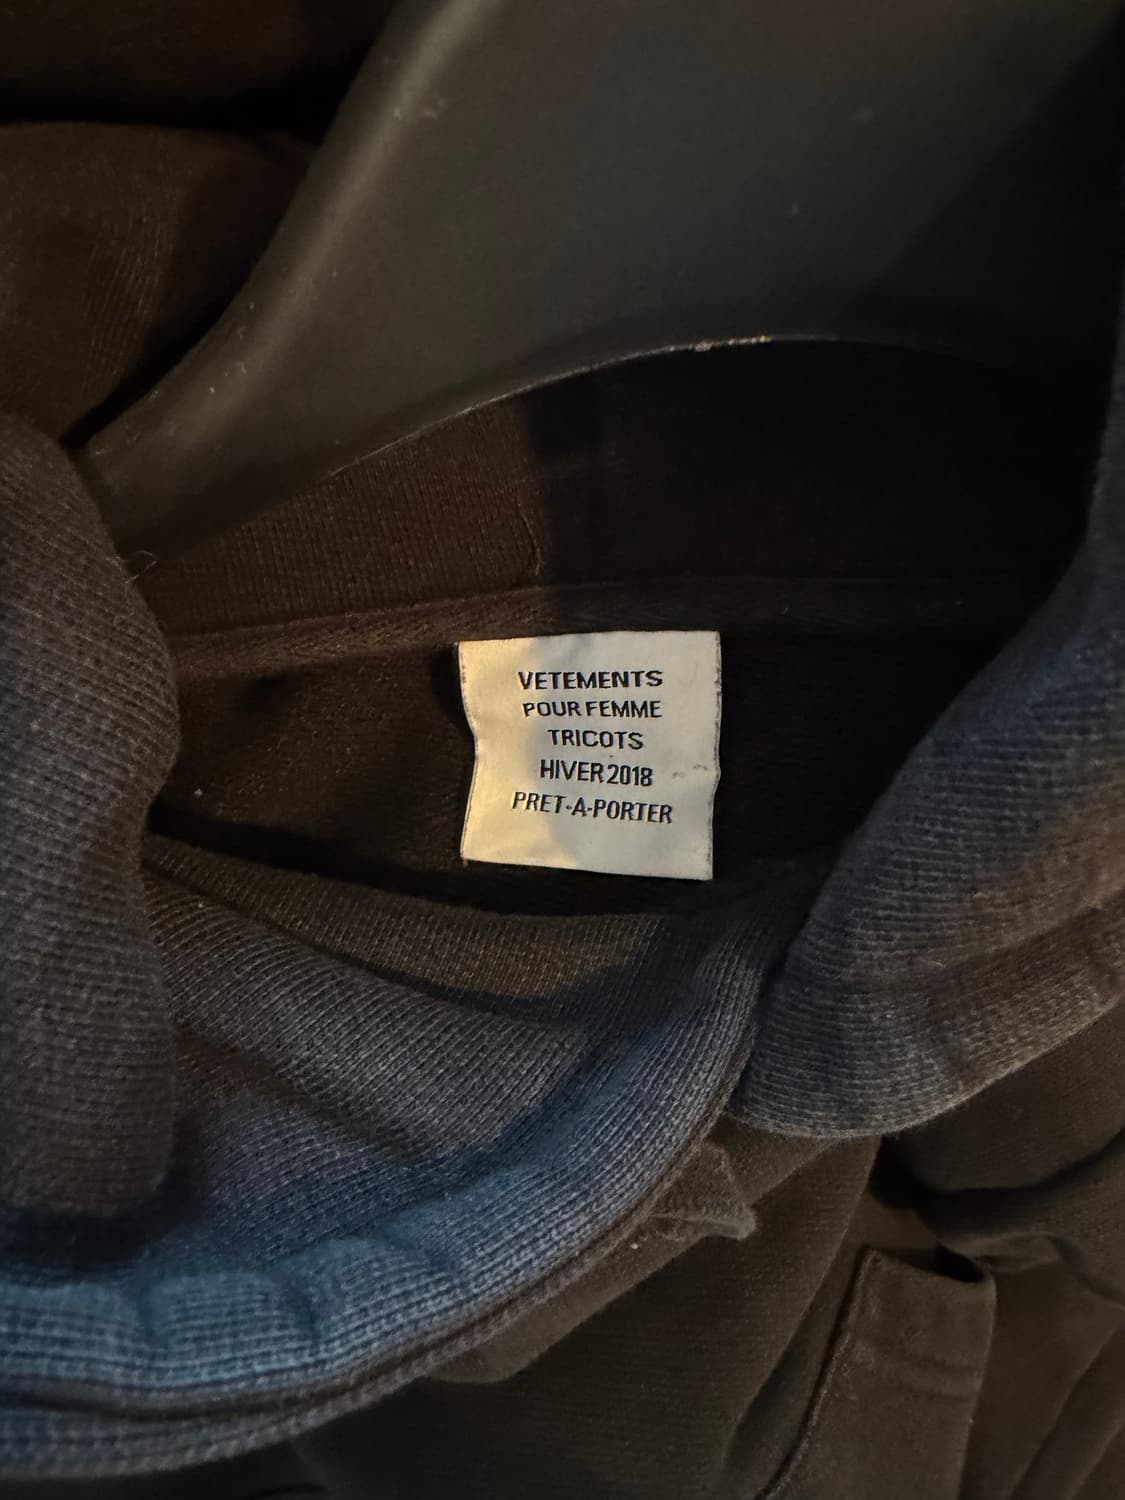 VETEMENTS
POUR FEMME
TRICOTS
HIVER 2018
PRET-A-PORTER